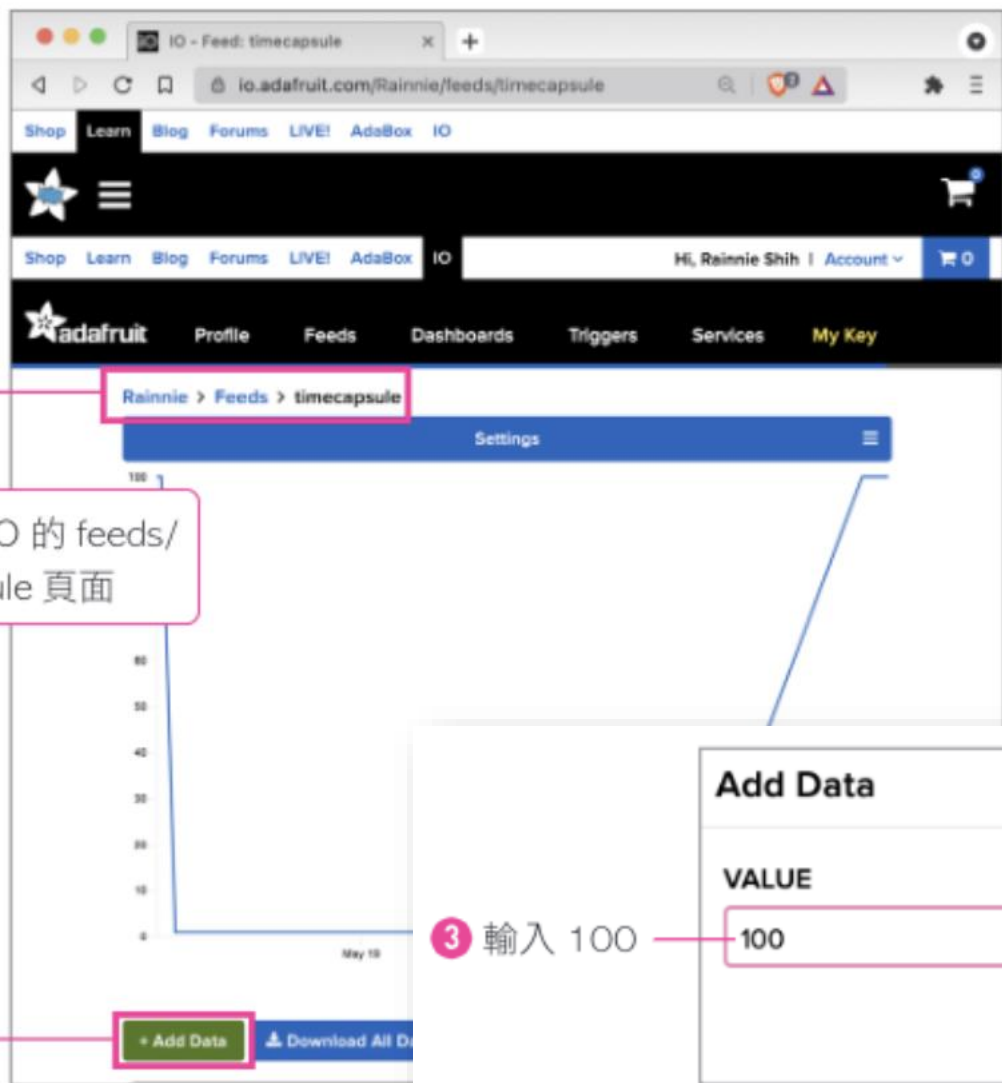 IO - Feed: timecapsule
io.adafruit.com/Rainnie/feeds/timecapsule
Shop Learn Blog Forums LIVE! AdaBox IO
0
Shop Learn Blog Forums LIVE! AdaBox IO Hi, Rainnie Shih | Account 0
adafruit Profile Feeds Dashboards Triggers Services My Key
Rainnie > Feeds > timecapsule
Settings
100
O 的 feeds/
ule 頁面
60
50
40
30
20
10
0
May 19
+ Add Data Download All Da
Add Data
VALUE
3 輸入 100
100